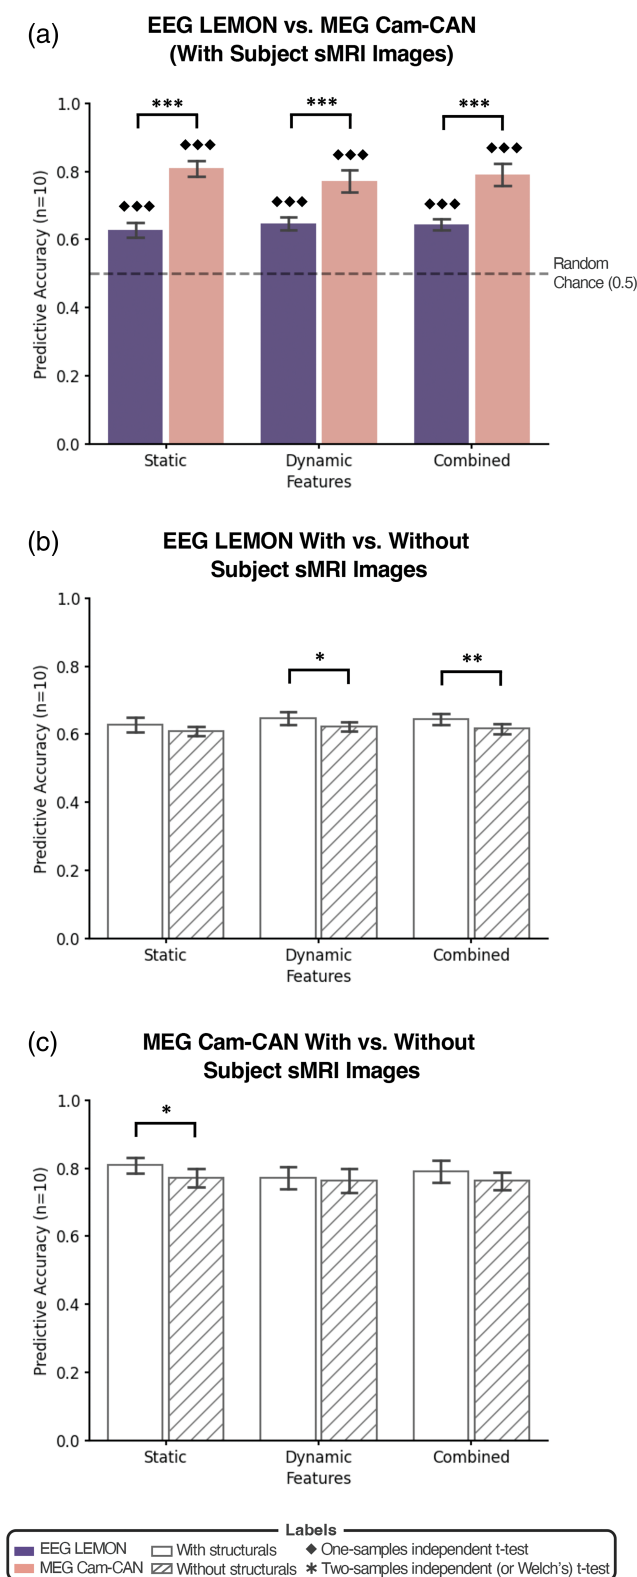 (a)
EEG LEMON vs. MEG Cam-CAN
(With Subject sMRI Images)
Predictive Accuracy (n=10)
1.0
0.8
0.6
0.4
0.2
0.0
***
***
***
◆◆◆
◆◆◆
◆◆◆
◆◆◆
◆◆◆
◆◆◆
Random
Chance (0.5)
Static
Dynamic
Combined
Features
(b)
EEG LEMON With vs. Without
Subject sMRI Images
Predictive Accuracy (n=10)
1.0
0.8
0.6
0.4
0.2
0.0
*
**
Static
Dynamic
Combined
Features
(c)
MEG Cam-CAN With vs. Without
Subject sMRI Images
Predictive Accuracy (n=10)
1.0
0.8
0.6
0.4
0.2
0.0
*
Static
Dynamic
Combined
Features
Labels
EEG LEMON
With structurals
◆ One-samples independent t-test
MEG Cam-CAN
Without structurals
* Two-samples independent (or Welch's) t-test